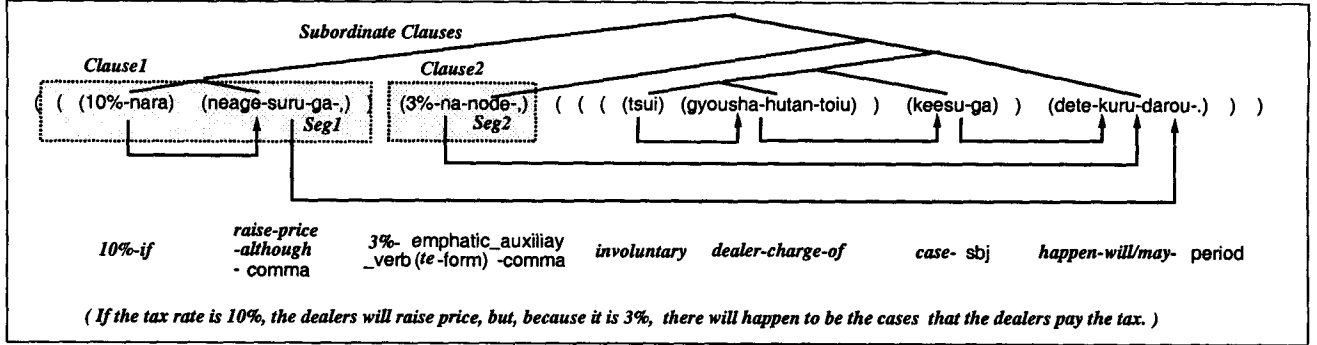 Subordinate Clauses
Clause1 Clause2
( ( (10%-nara) (neage-suru-ga-,) ) (3%-na-node-,) ( ( ( (tsui) (gyousha-hutan-toiu) ) (keesu-ga) ) (dete-kuru-darou-.) ) )
Seg1 Seg2
10%-if raise-price -although - comma 3%- emphatic_auxiliay _verb (te-form) -comma involuntary dealer-charge-of case- sbj happen-will/may- period
( If the tax rate is 10%, the dealers will raise price, but, because it is 3%, there will happen to be the cases that the dealers pay the tax. )